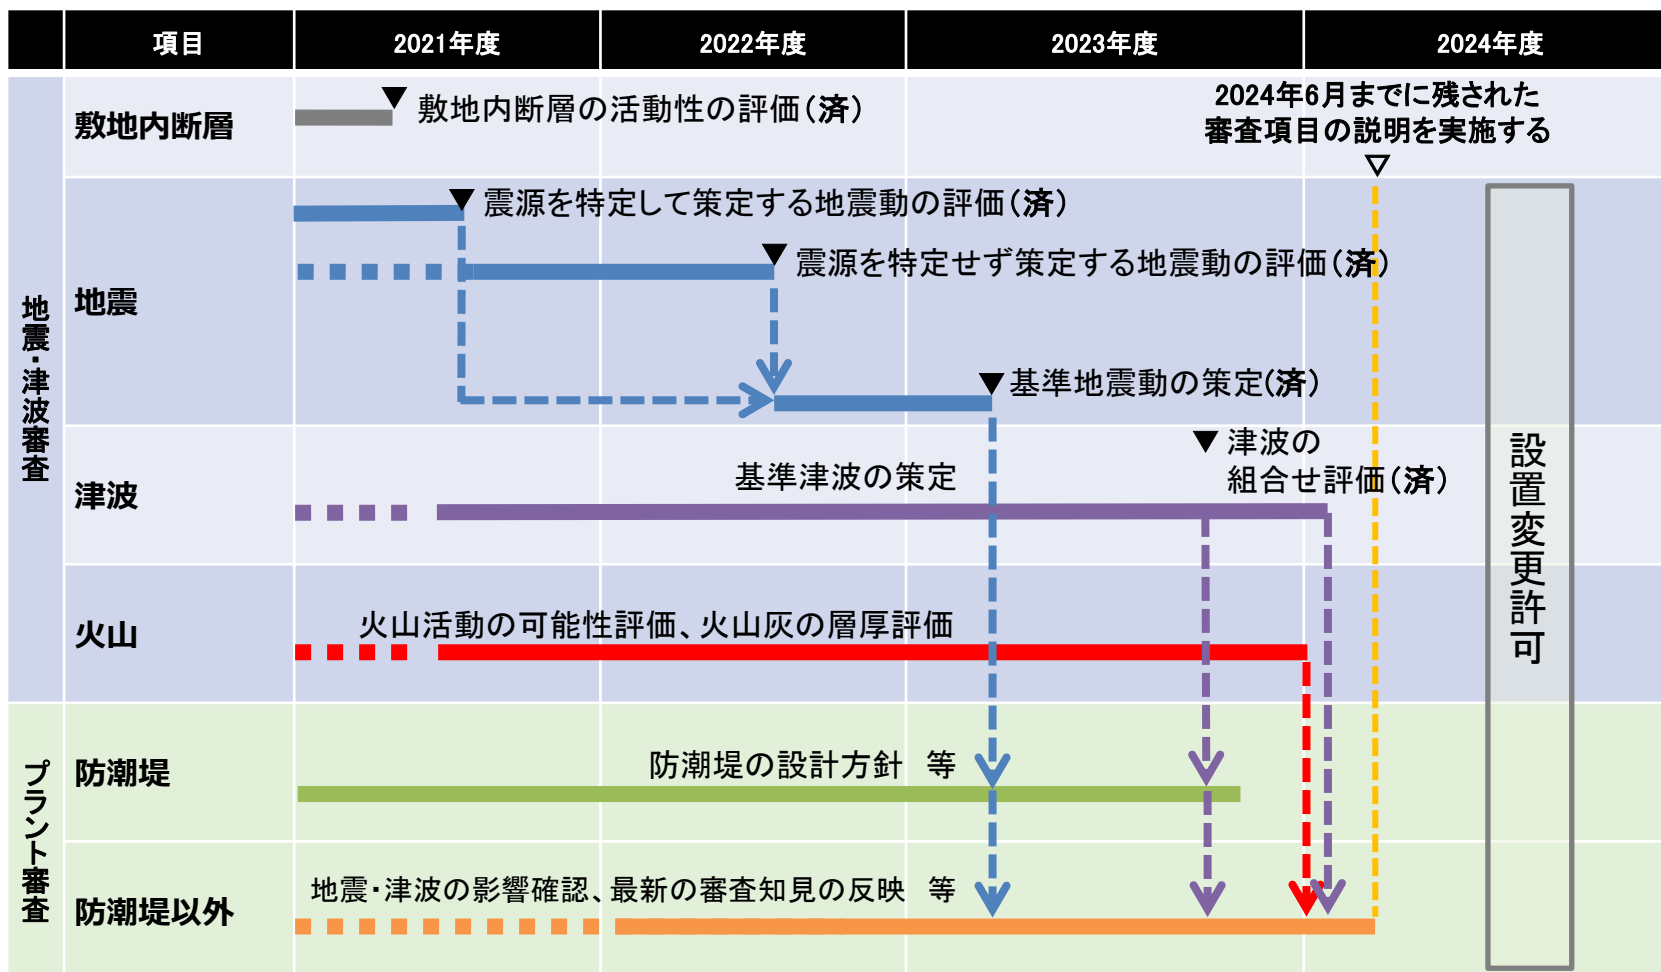 項目
2021年度
2022年度
2023年度
2024年度
地震・津波審査
敷地内断層
敷地内断層の活動性の評価(済)
2024年6月までに残された
審査項目の説明を実施する
地震
震源を特定して策定する地震動の評価(済)
震源を特定せず策定する地震動の評価(済)
基準地震動の策定(済)
津波
基準津波の策定
津波の
組合せ評価(済)
火山
火山活動の可能性評価、火山灰の層厚評価
設置変更許可
プラント審査
防潮堤
防潮堤の設計方針 等
防潮堤以外
地震・津波の影響確認、最新の審査知見の反映 等